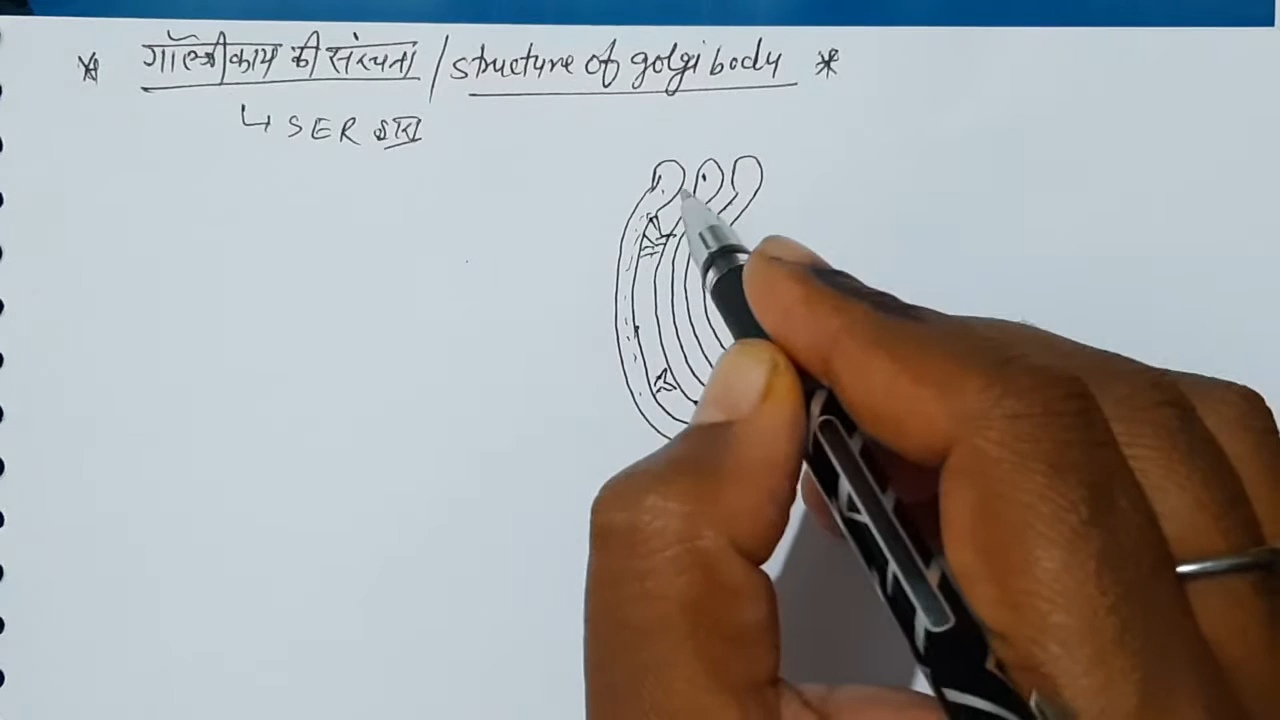 * गॉल्जीकाय की संरचना / structure of golgi body *
↳ SER द्वारा